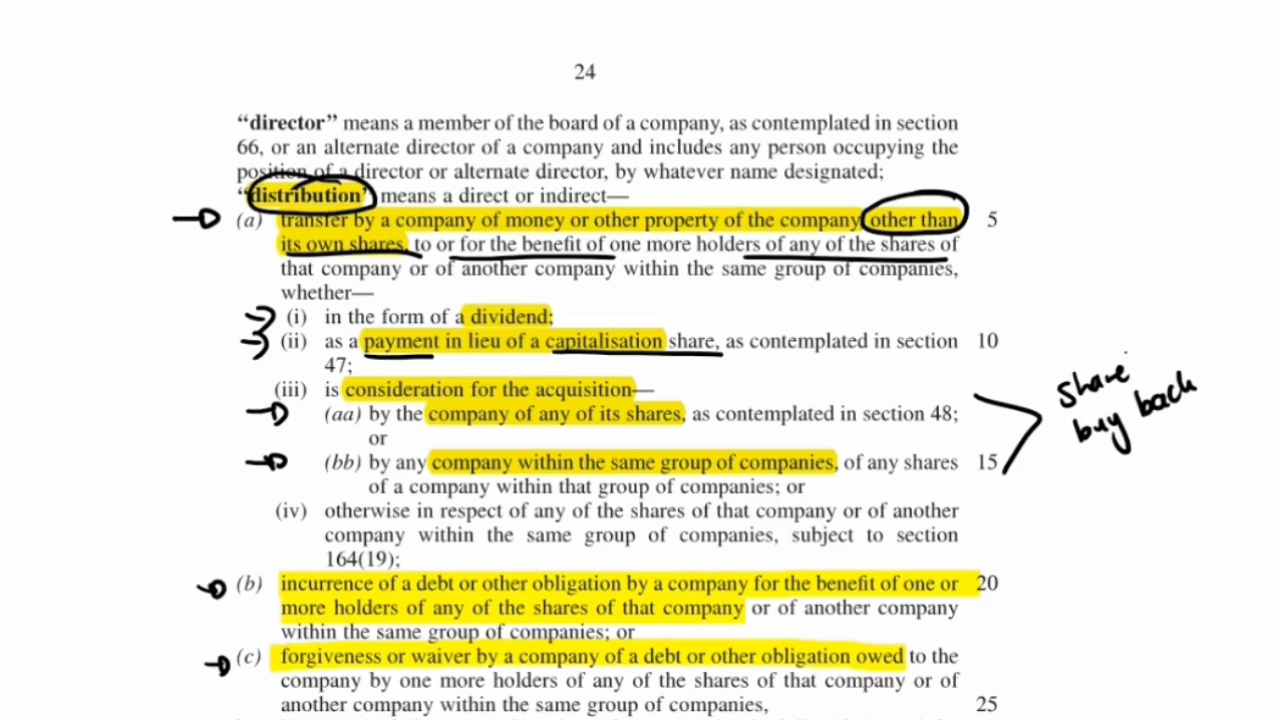 24
“director” means a member of the board of a company, as contemplated in section
66, or an alternate director of a company and includes any person occupying the
position of a director or alternate director, by whatever name designated;
“distribution” means a direct or indirect—
(a) transfer by a company of money or other property of the company other than 5
its own shares, to or for the benefit of one more holders of any of the shares of
that company or of another company within the same group of companies,
whether—
(i) in the form of a dividend;
(ii) as a payment in lieu of a capitalisation share, as contemplated in section 10
47;
(iii) is consideration for the acquisition—
(aa) by the company of any of its shares, as contemplated in section 48;
or
(bb) by any company within the same group of companies, of any shares 15
of a company within that group of companies; or
share
buy back
(iv) otherwise in respect of any of the shares of that company or of another
company within the same group of companies, subject to section
164(19);
(b) incurrence of a debt or other obligation by a company for the benefit of one or 20
more holders of any of the shares of that company or of another company
within the same group of companies; or
(c) forgiveness or waiver by a company of a debt or other obligation owed to the
company by one more holders of any of the shares of that company or of
another company within the same group of companies, 25